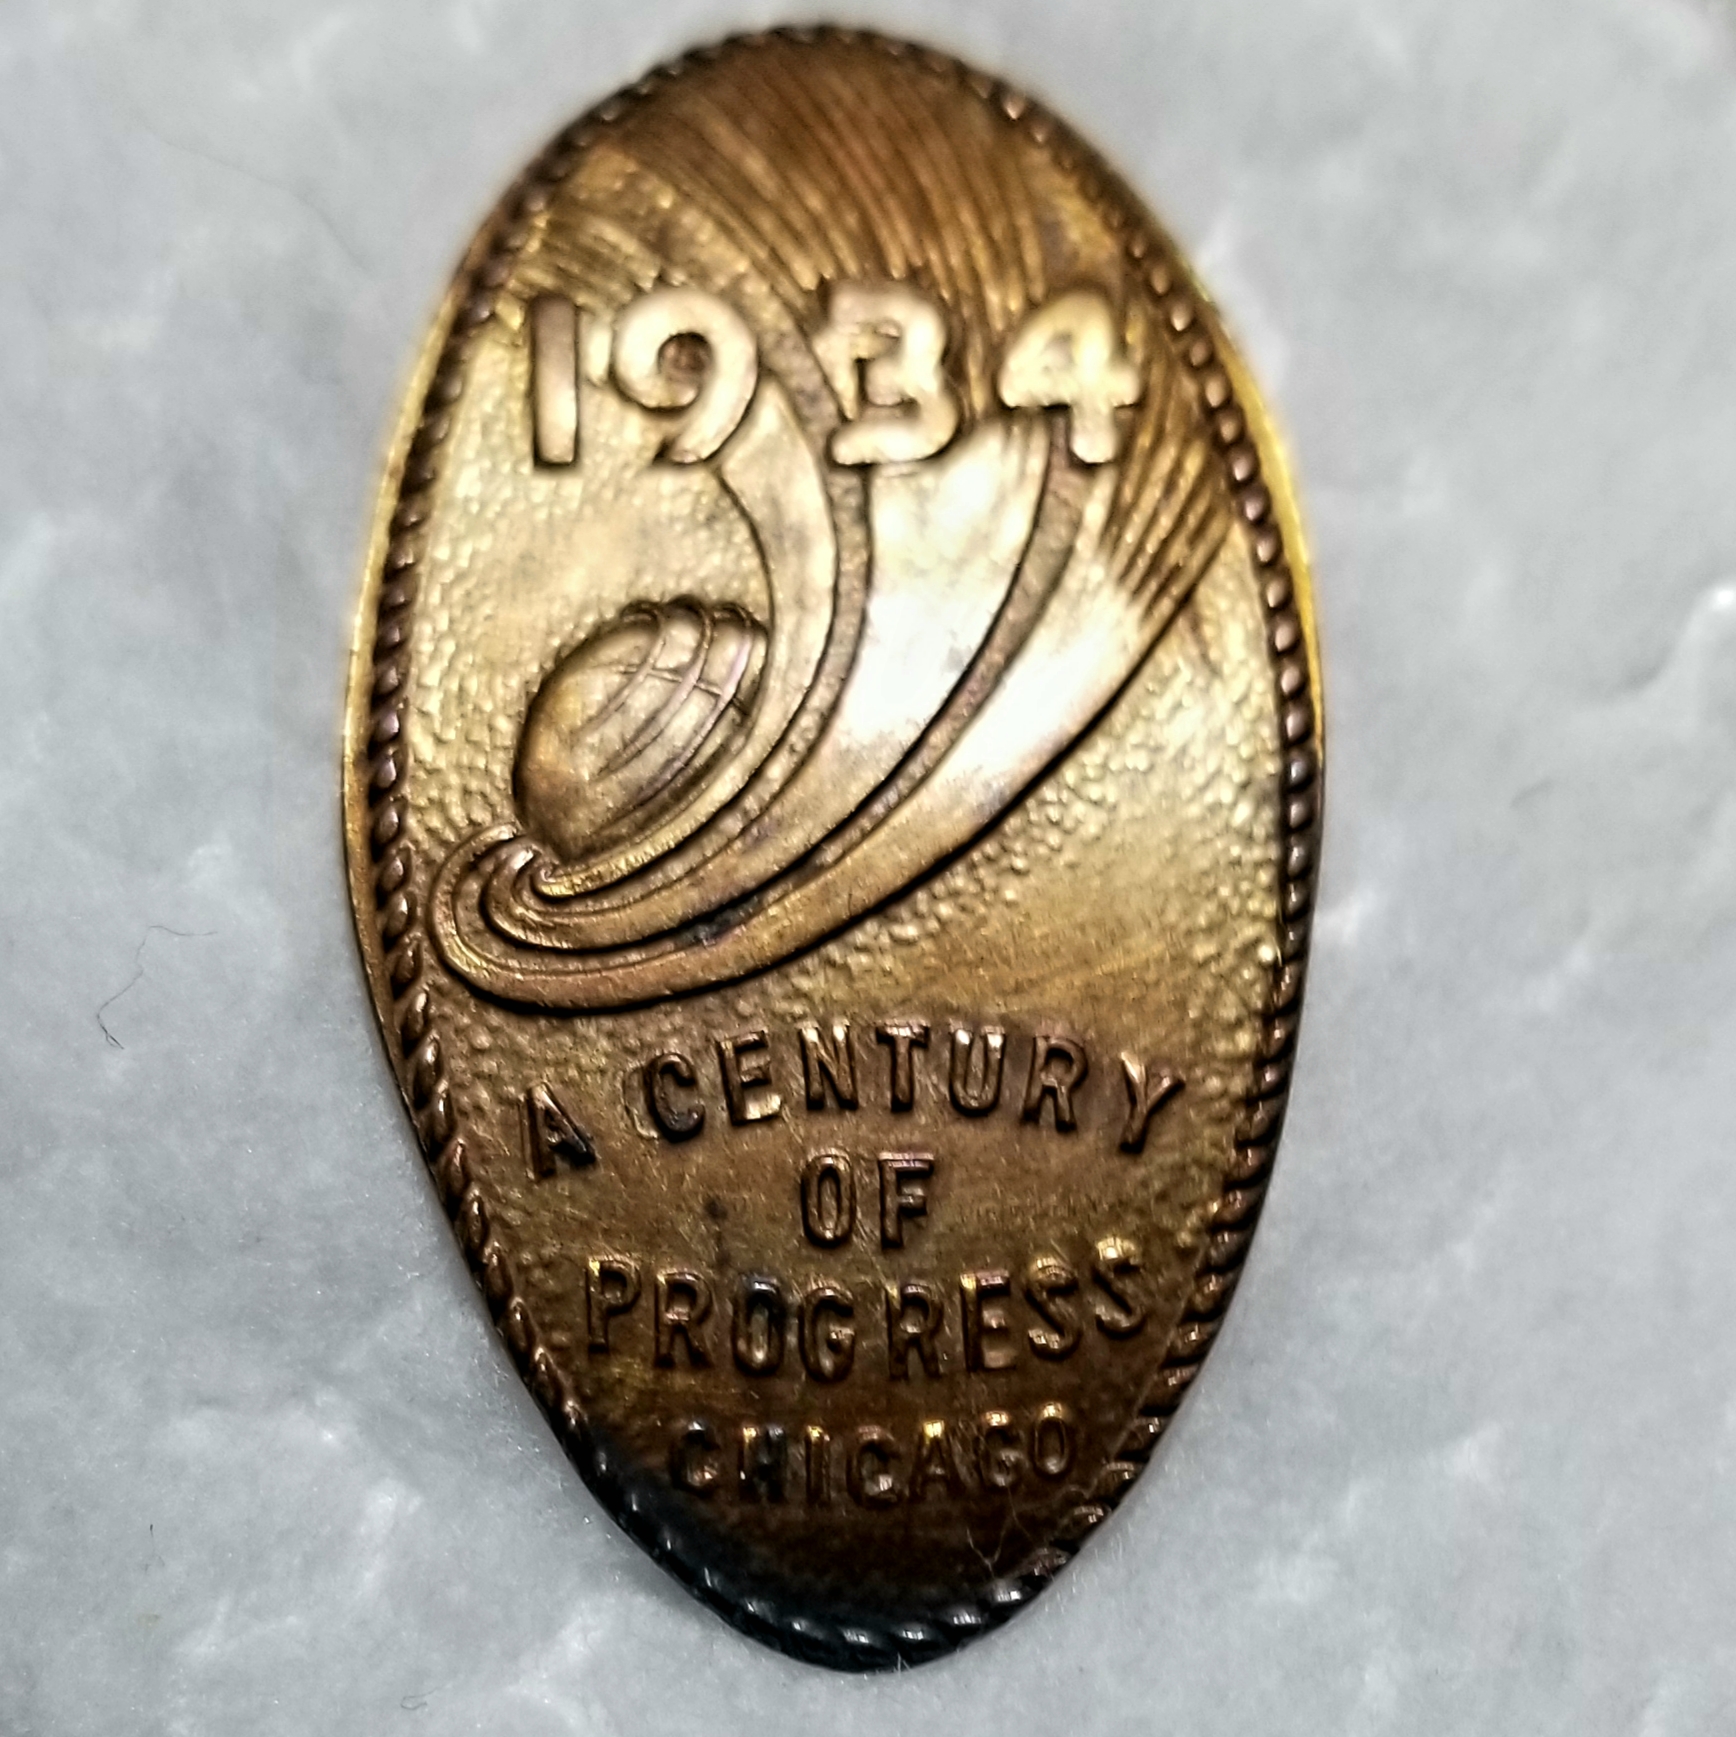 1934
A CENTURY
OF
PROGRESS
CHICAGO